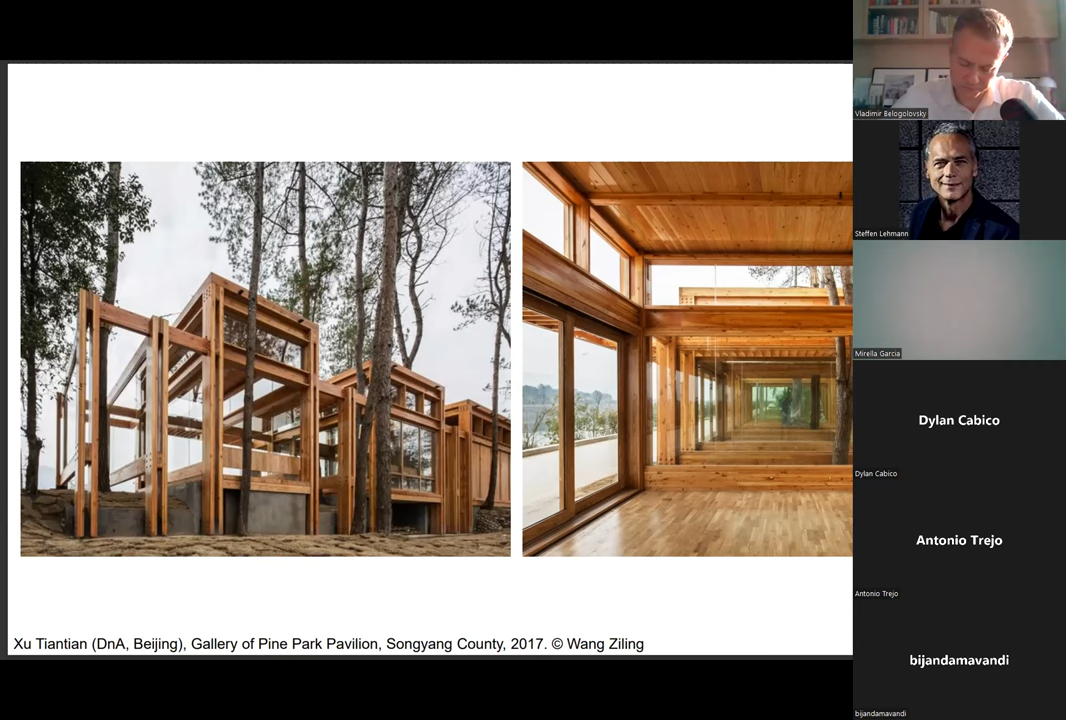 Vladimir Belogolovsky
Steffen Lehmann
Mirella Garcia
Dylan Cabico
Dylan Cabico
Antonio Trejo
Antonio Trejo
Xu Tiantian (DnA, Beijing), Gallery of Pine Park Pavilion, Songyang County, 2017. © Wang Ziling
bijandamavandi
bijandamavandi